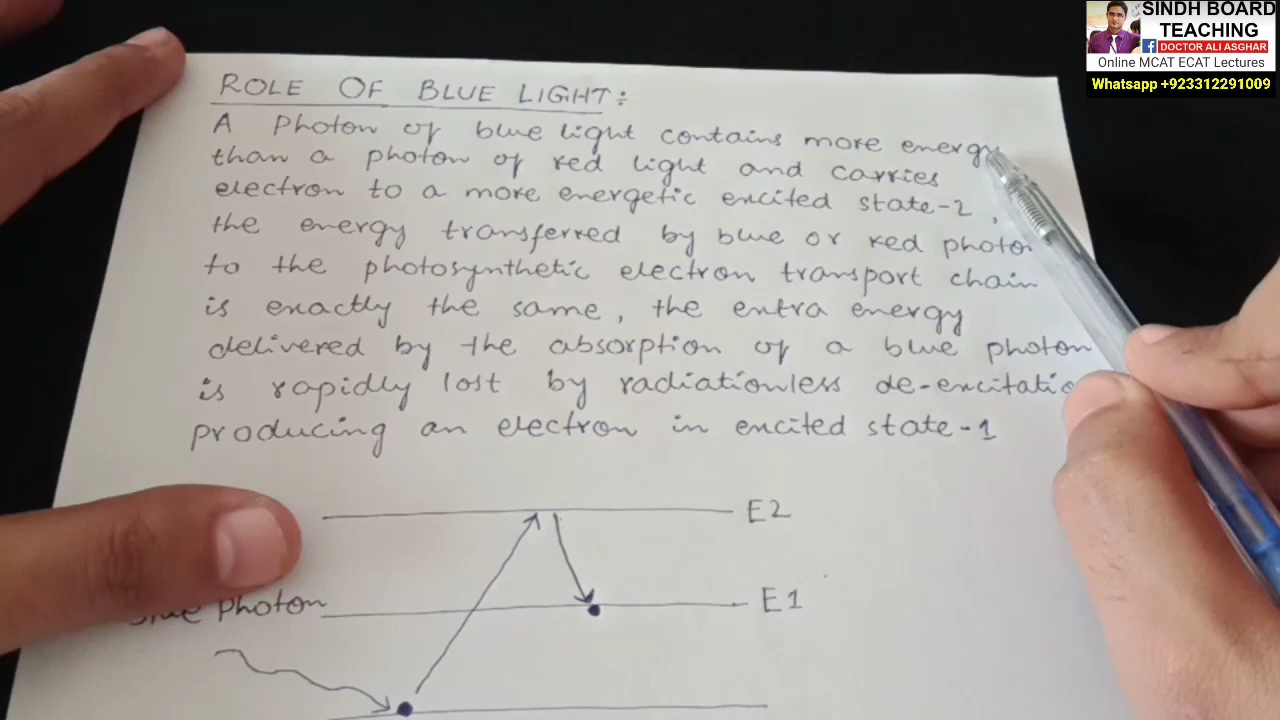 SINDH BOARD
TEACHING
DOCTOR ALI ASGHAR
Online MCAT ECAT Lectures
Whatsapp +923312291009
ROLE OF BLUE LIGHT:
A Photon of blue light contains more energy
than a photon of red light and carries
electron to a more energetic excited state-2,
the energy transferred by blue or red photon
to the photosynthetic electron transport chain
is exactly the same, the extra energy
delivered by the absorption of a blue photon
is rapidly lost by radiationless de-excitatio
producing an electron in excited state-1
E2
Blue Photon
E1